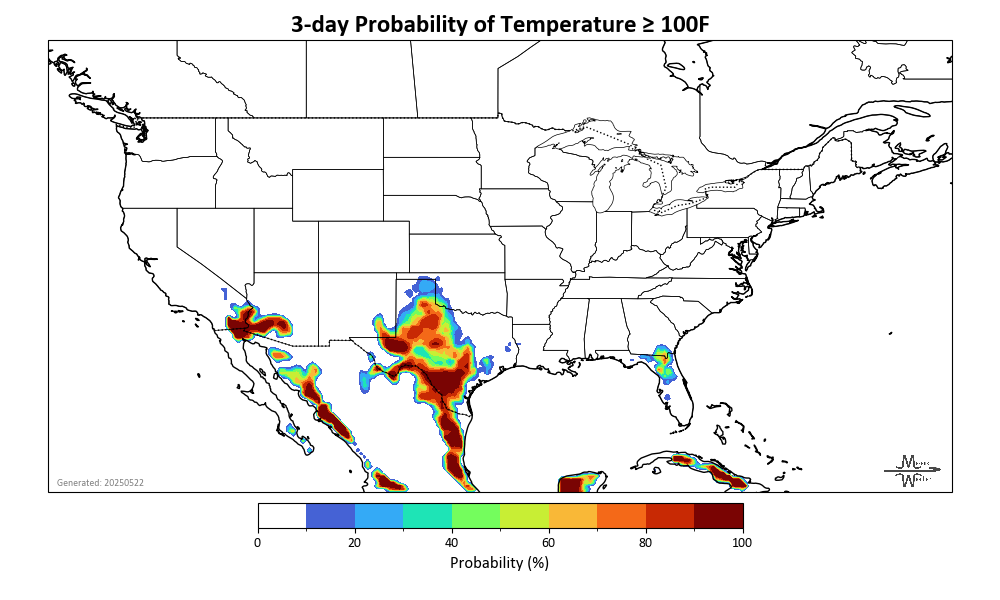 3-day Probability of Temperature ≥ 100F
Generated: 20250522
0 20 40 60 80 100
Probability (%)